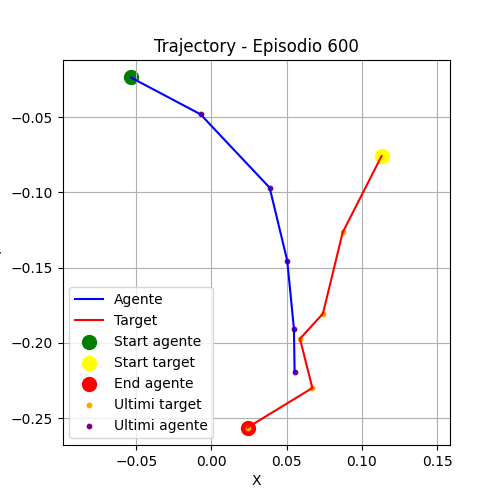 Trajectory - Episodio 600
−0.05
−0.10
−0.15
−0.20
−0.25
Agente
Target
Start agente
Start target
End agente
Ultimi target
Ultimi agente
−0.05
0.00
0.05
0.10
0.15
X